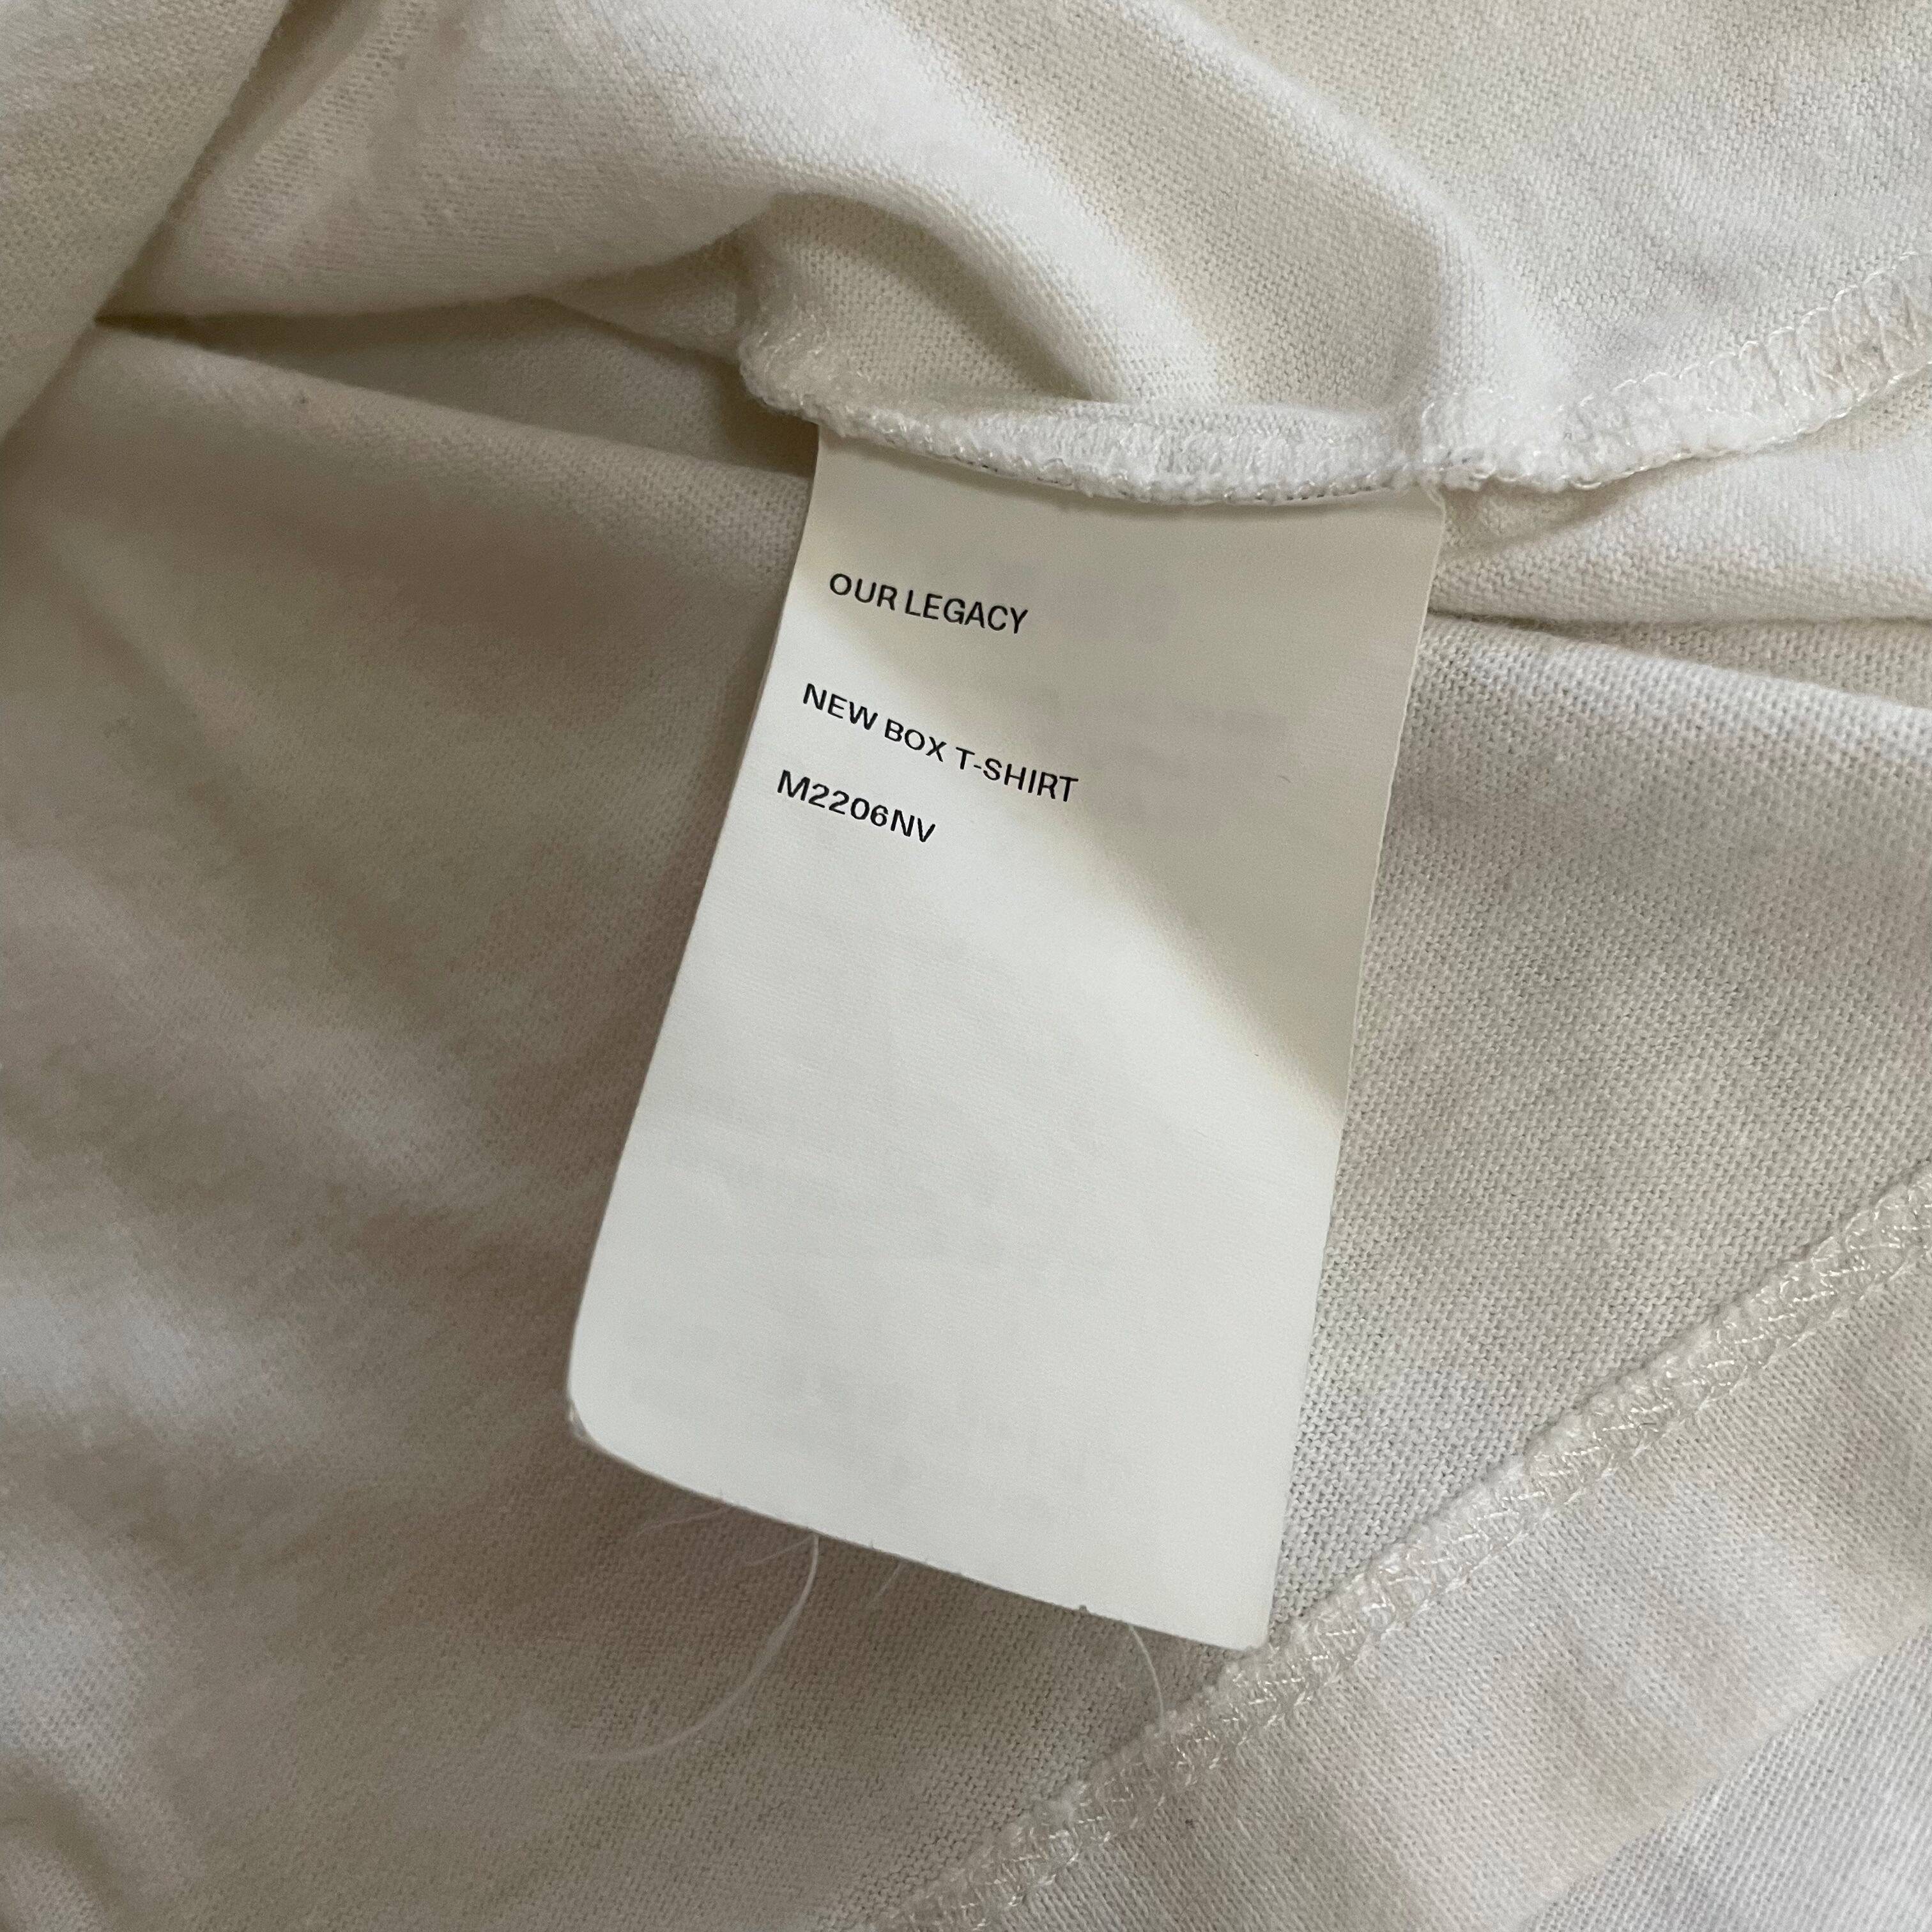 OUR LEGACY
NEW BOX T-SHIRT
M2206NV